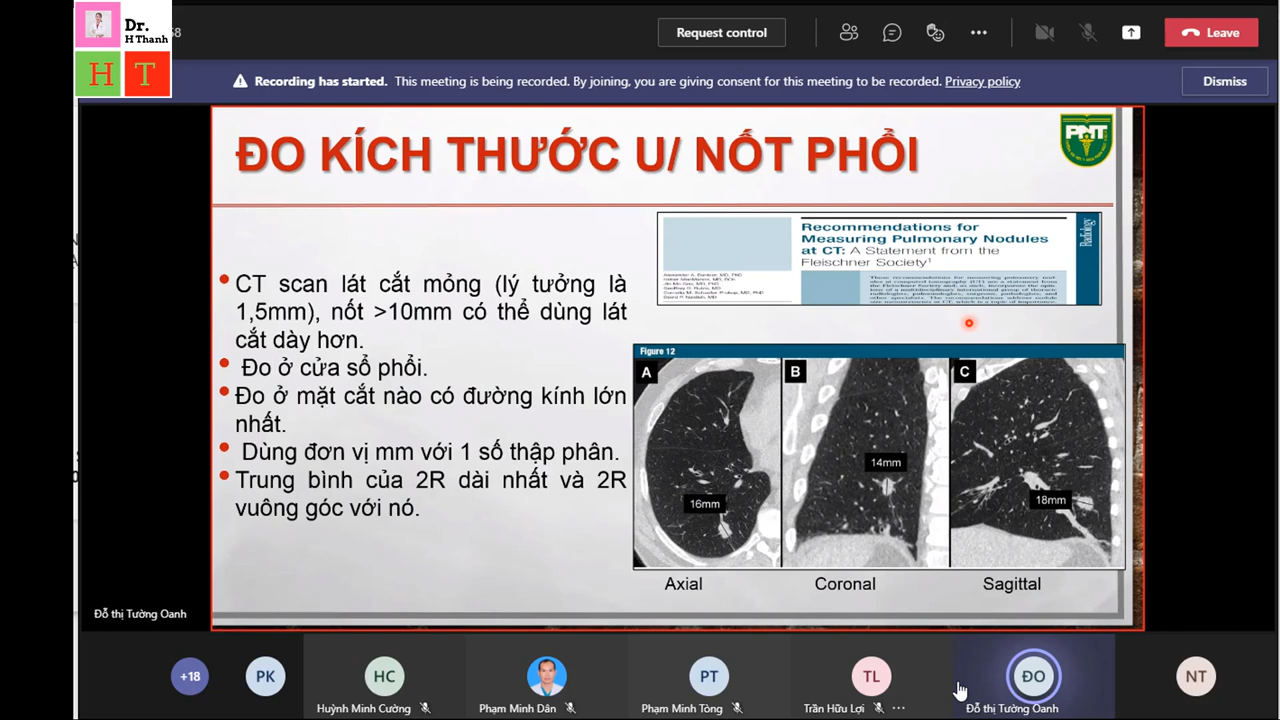 Dr.
H Thanh
H T
58
Request control
Leave
Recording has started. This meeting is being recorded. By joining, you are giving consent for this meeting to be recorded. Privacy policy
Dismiss
ĐO KÍCH THƯỚC U/ NỐT PHỔI
PNT
Recommendations for
Measuring Pulmonary Nodules
at CT: A Statement from the
Fleischner Society¹
Radiology
• CT scan lát cắt mỏng (lý tưởng là
1,5mm), nốt >10mm có thể dùng lát
cắt dày hơn.
• Đo ở cửa sổ phổi.
• Đo ở mặt cắt nào có đường kính lớn
nhất.
• Dùng đơn vị mm với 1 số thập phân.
• Trung bình của 2R dài nhất và 2R
vuông góc với nó.
Figure 12
A B C
16mm
14mm
18mm
Axial Coronal Sagittal
Đỗ thị Tường Oanh
+18
PK
HC
Huỳnh Minh Cường
Phạm Minh Dân
PT
Phạm Minh Tòng
TL
Trần Hữu Lợi
ĐO
Đỗ thị Tường Oanh
NT